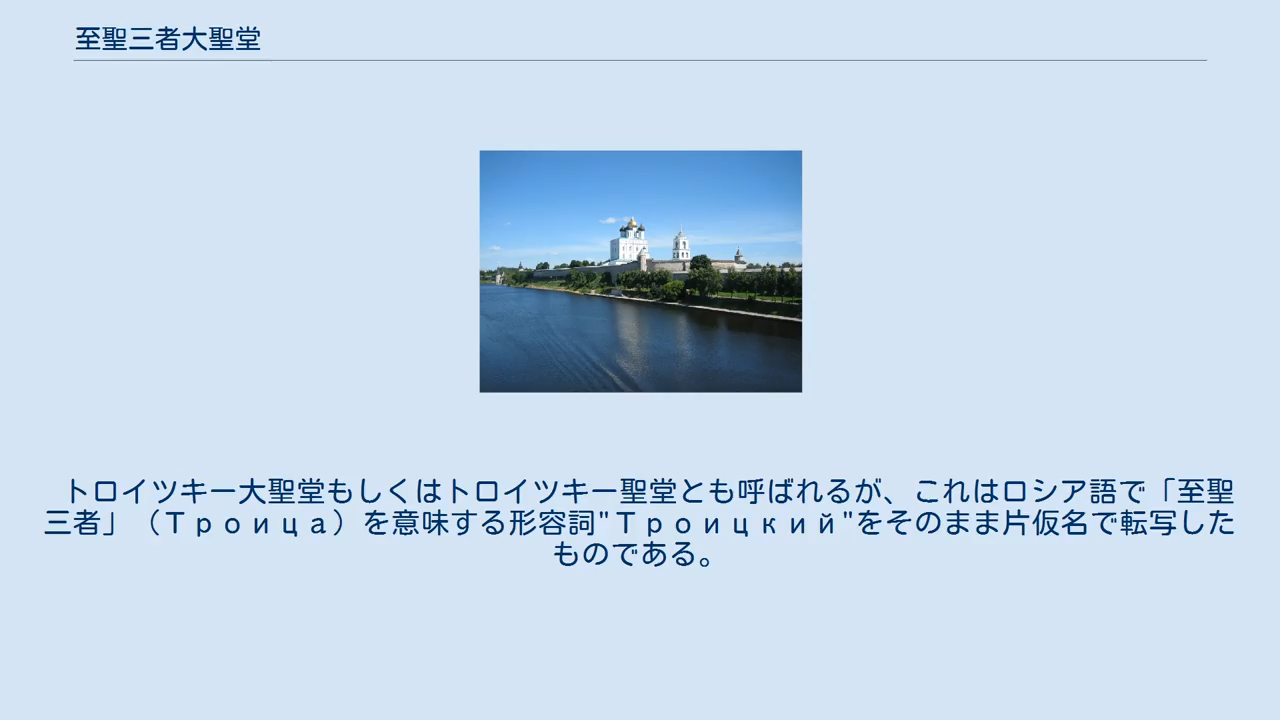 至聖三者大聖堂
トロイツキー大聖堂もしくはトロイツキー聖堂とも呼ばれるが、これはロシア語で「至聖
三者」（Троица）を意味する形容詞"Троицкий"をそのまま片仮名で転写した
ものである。